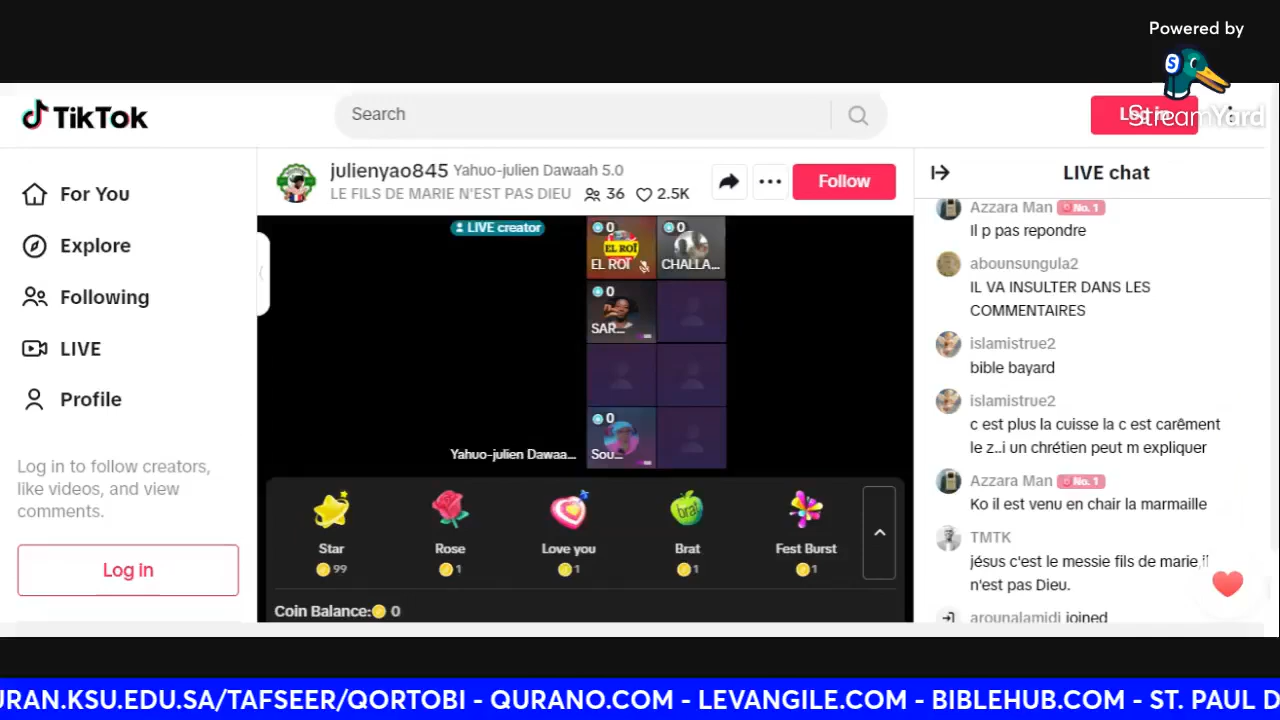 Powered by
StreamYard
TikTok
Search
Log in
For You
Explore
Following
LIVE
Profile
Log in to follow creators,
like videos, and view
comments.
Log in
julienyao845 Yahuo-julien Dawaah 5.0
LE FILS DE MARIE N'EST PAS DIEU 36 2.5K
Follow
LIVE creator
0
EL ROÏ
EL ROÏ
0
CHALLA...
0
SAR...
0
Sou...
Yahuo-julien Dawaa...
Star
99
Rose
1
Love you
1
Brat
1
Fest Burst
1
Coin Balance: 0
LIVE chat
Azzara Man No. 1
Il p pas repondre
abounsungula2
IL VA INSULTER DANS LES
COMMENTAIRES
islamistrue2
bible bayard
islamistrue2
c est plus la cuisse la c est carêment
le z..i un chrétien peut m expliquer
Azzara Man No. 1
Ko il est venu en chair la marmaille
TMTK
jésus c'est le messie fils de marie,il
n'est pas Dieu.
arounalamidi joined
URAN.KSU.EDU.SA/TAFSEER/QORTOBI - QURANO.COM - LEVANGILE.COM - BIBLEHUB.COM - ST. PAUL D